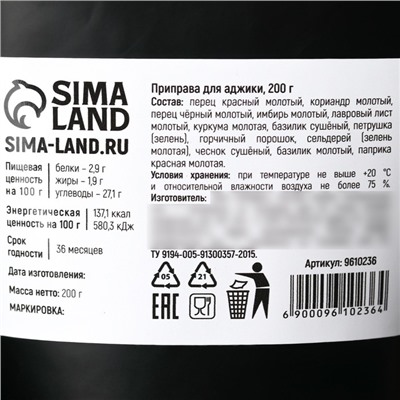 SIMA
LAND
SIMA-LAND.RU
Пищевая
ценность
на 100 г
белки - 2,9 г
жиры - 1,9 г
углеводы - 27,1 г
Энергетическая
ценность на 100 г
137,1 ккал
580,3 кДж
Срок
годности
36 месяцев
Дата изготовления:
Масса нетто: 200 г
МАРКИРОВКА:
Приправа для аджики, 200 г
Состав: перец красный молотый, кориандр молотый,
перец чёрный молотый, имбирь молотый, лавровый лист
молотый, куркума молотая, базилик сушёный, петрушка
(зелень), горчичный порошок, сельдерей (зелень
молотая), чеснок сушёный, базилик молотый, паприка
красная молотая.
Условия хранения: при температуре не выше +20 °С
и относительной влажности воздуха не более 75 %.
Изготовитель:
ТУ 9194-005-91300357-2015.
Артикул: 9610236
EAC
05
21
6 900096 102364